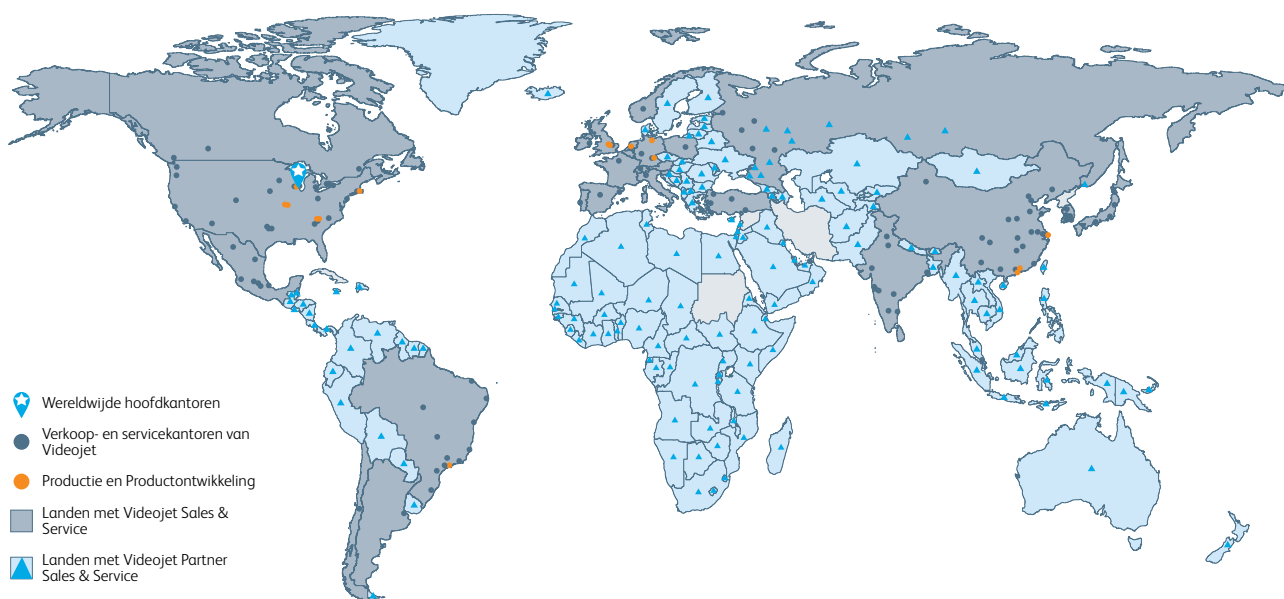 Wereldwijde hoofdkantoren
Verkoop- en servicekantoren van
Videojet
Productie en Productontwikkeling
Landen met Videojet Sales &
Service
Landen met Videojet Partner
Sales & Service